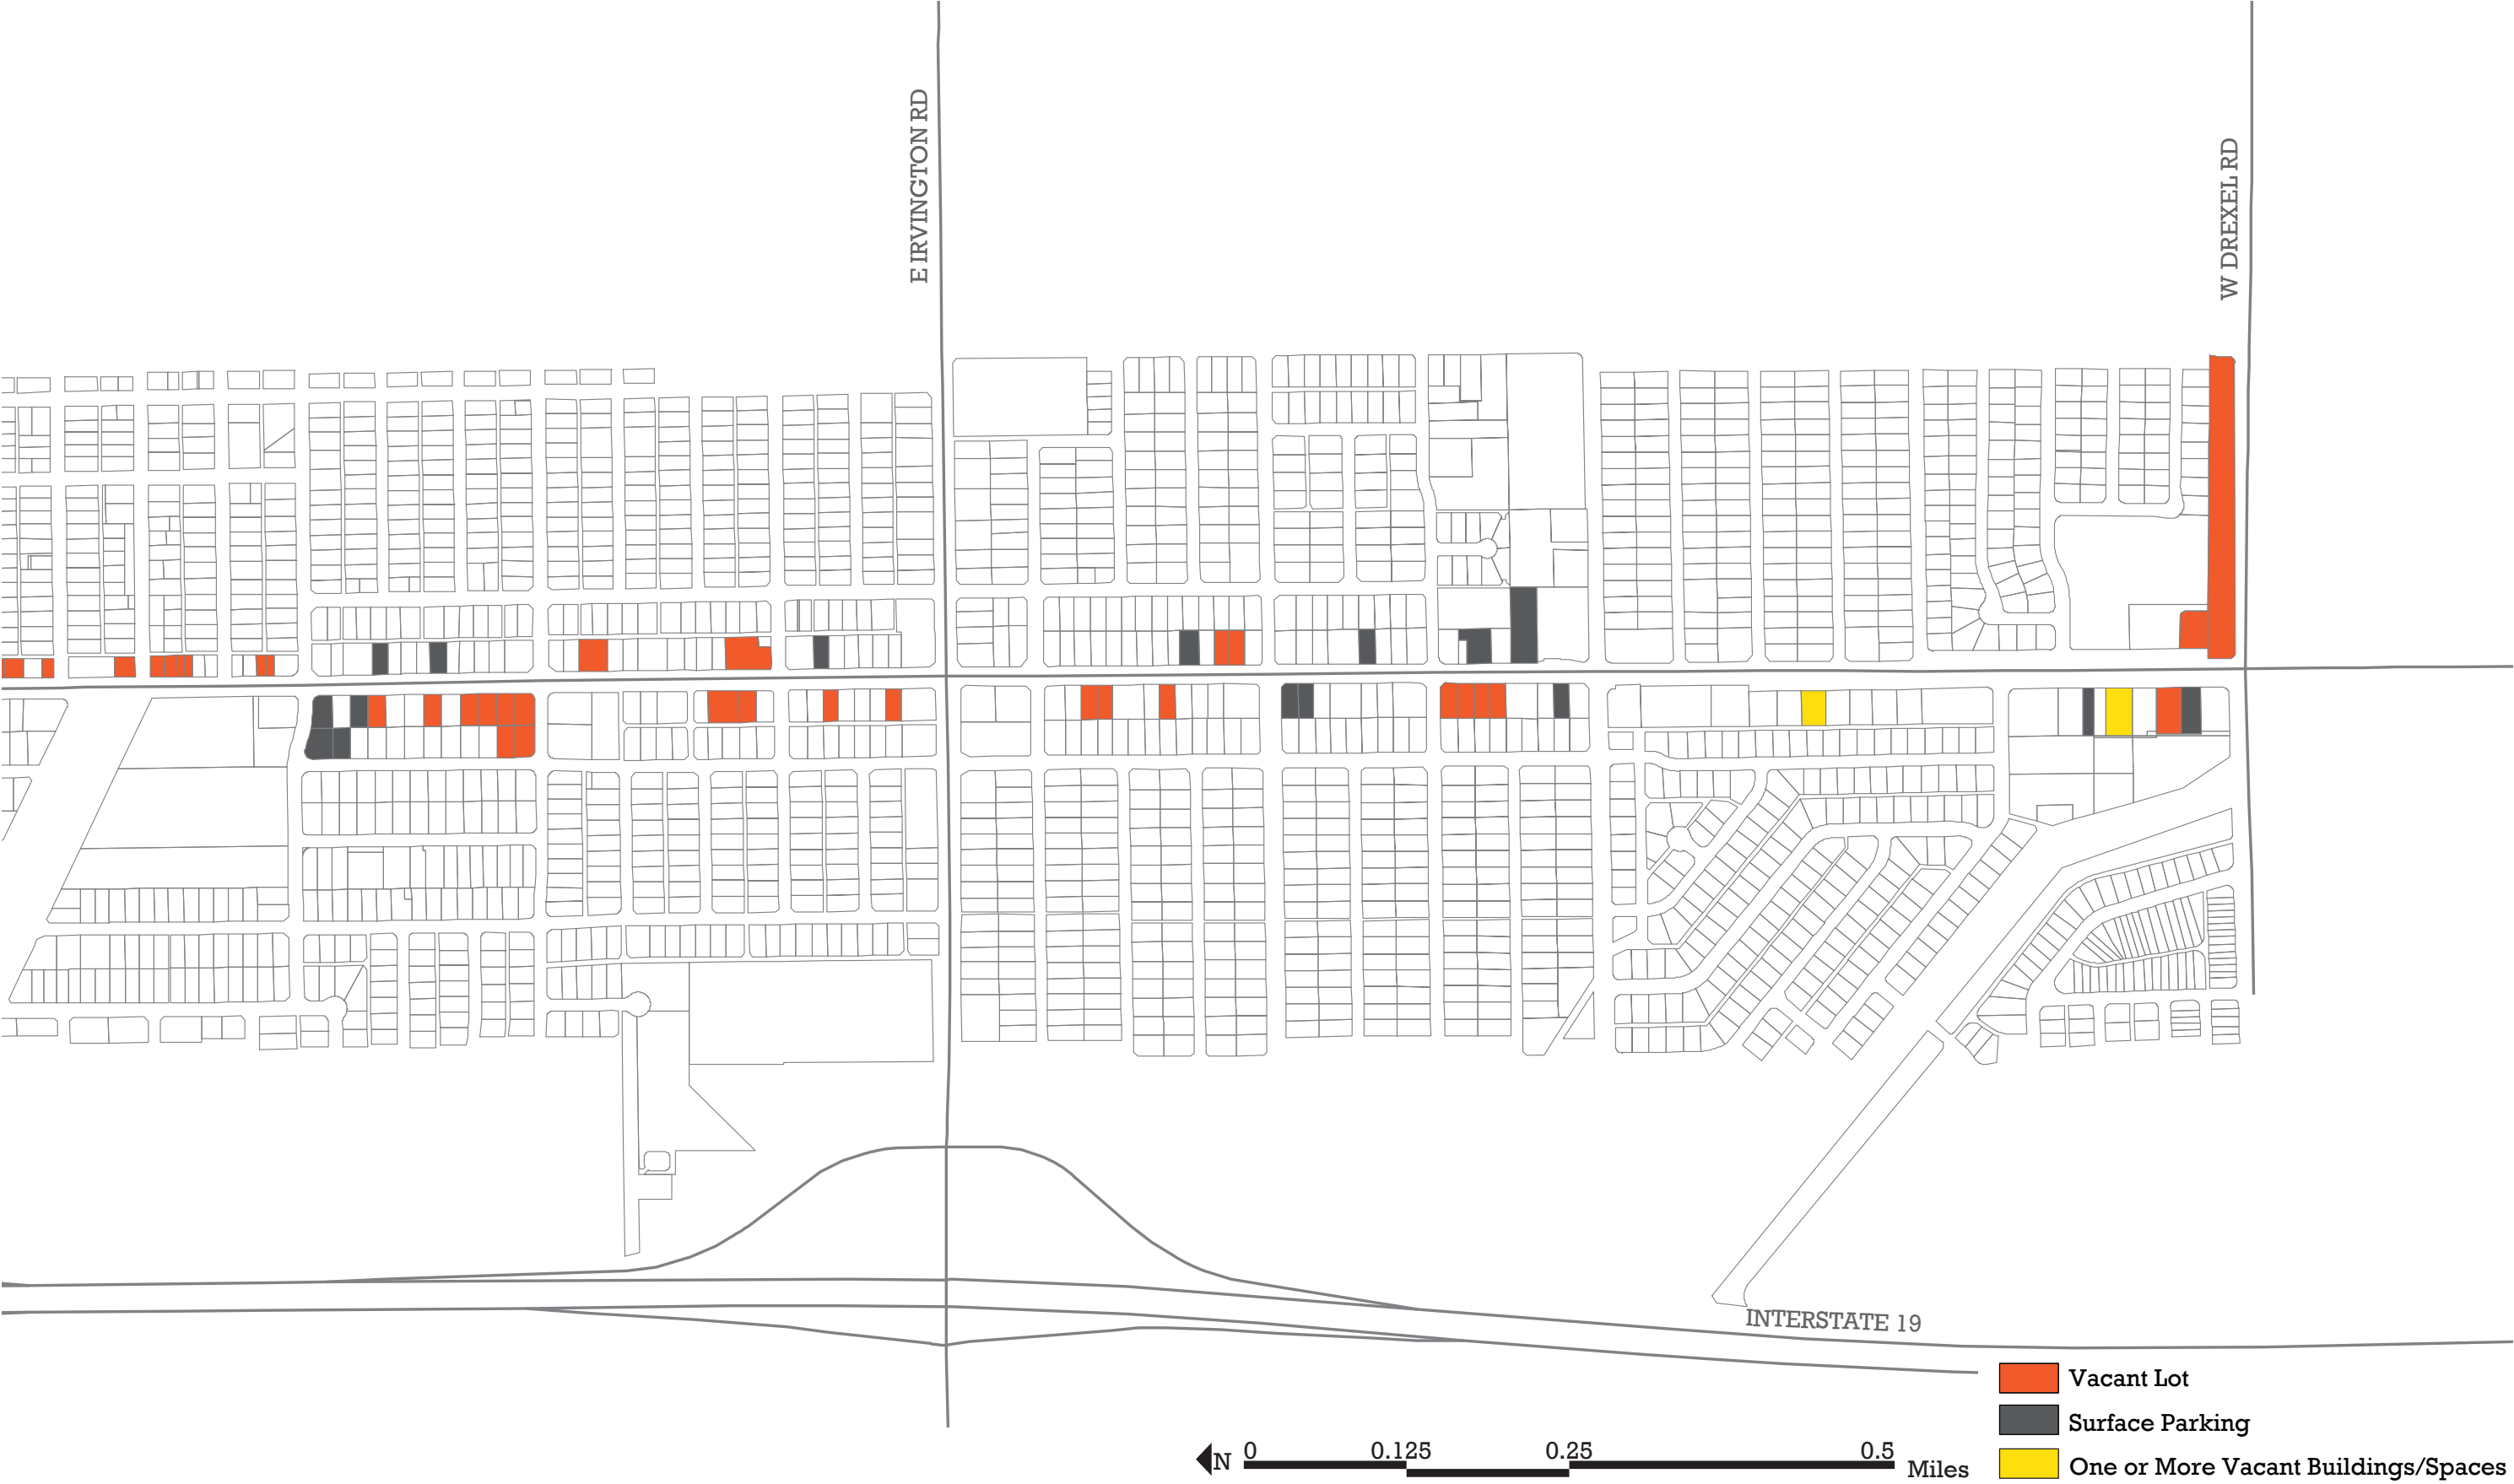 E IRVINGTON RD
W DREXEL RD
INTERSTATE 19
Vacant Lot
Surface Parking
One or More Vacant Buildings/Spaces
N 0 0.125 0.25 0.5 Miles